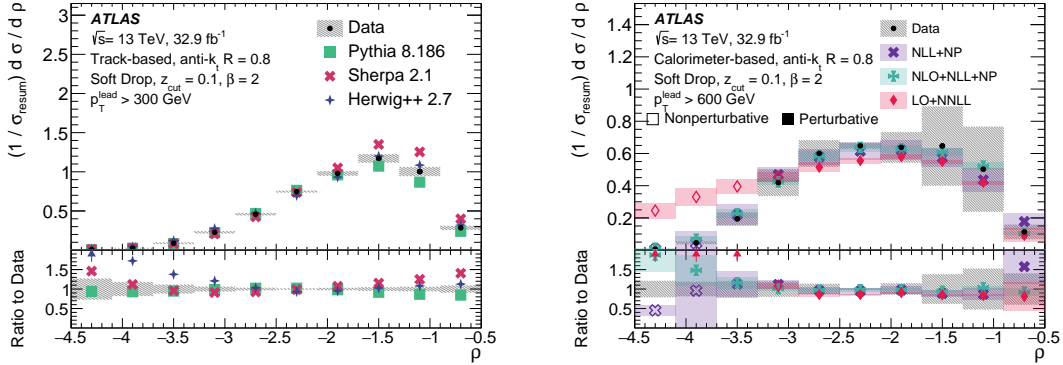 ATLAS
√s= 13 TeV, 32.9 fb⁻¹
Track-based, anti-kt R = 0.8
Soft Drop, zcut = 0.1, β = 2
pTlead > 300 GeV
Data
Pythia 8.186
Sherpa 2.1
Herwig++ 2.7
(1 / σresum) d σ / d ρ
3
2.5
2
1.5
1
0.5
Ratio to Data
1.5
1
0.5
−4.5 −4 −3.5 −3 −2.5 −2 −1.5 −1 −0.5
ρ
ATLAS
√s= 13 TeV, 32.9 fb⁻¹
Calorimeter-based, anti-kt R = 0.8
Soft Drop, zcut = 0.1, β = 2
pTlead > 600 GeV
Nonperturbative Perturbative
Data
NLL+NP
NLO+NLL+NP
LO+NNLL
(1 / σresum) d σ / d ρ
1.4
1.2
1
0.8
0.6
0.4
0.2
Ratio to Data
1.5
1
0.5
−4.5 −4 −3.5 −3 −2.5 −2 −1.5 −1 −0.5
ρ